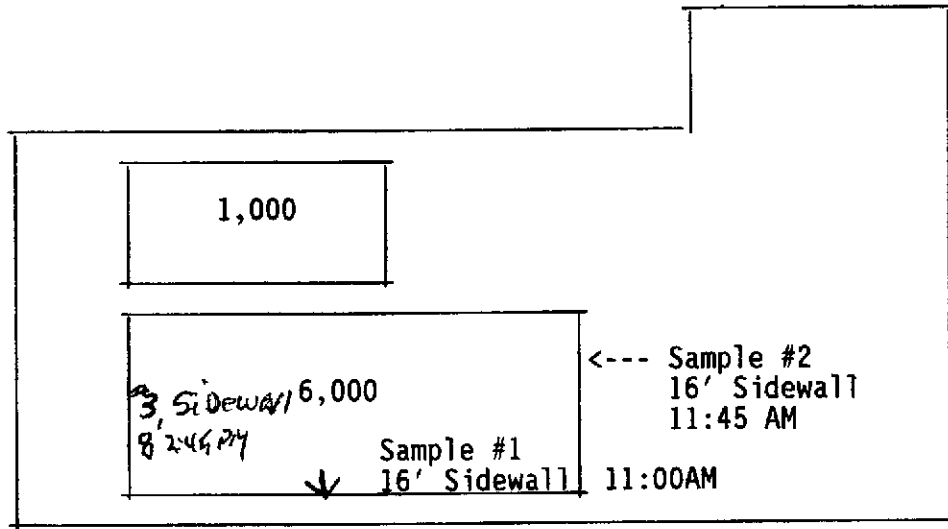 1,000
<--- Sample #2
16' Sidewall
11:45 AM
#3 SiDewall 6,000
8' 2:45 PM
Sample #1
16' Sidewall 11:00AM